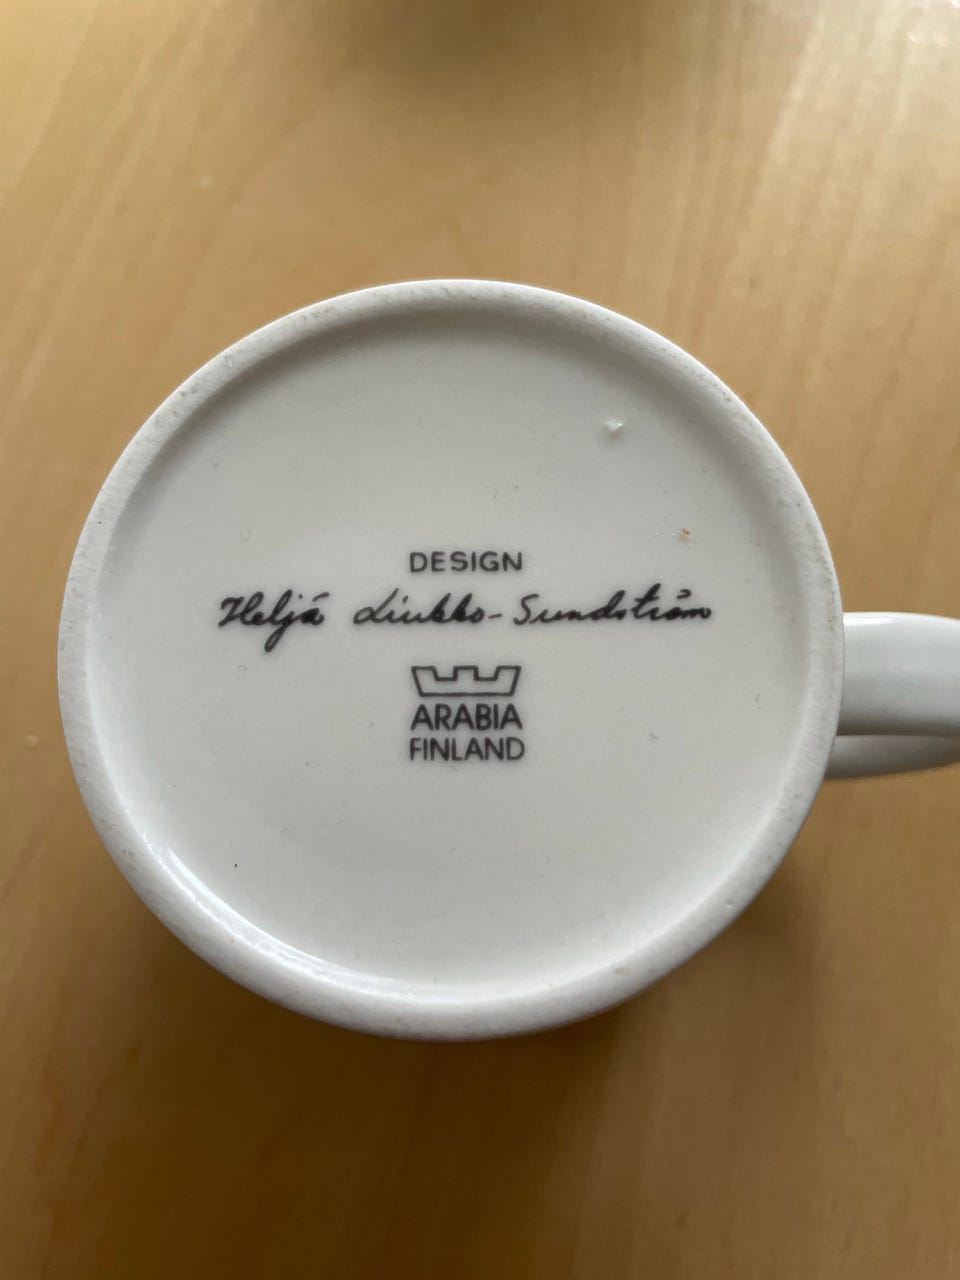 DESIGN
Heljä Liukko-Sundström
ARABIA
FINLAND